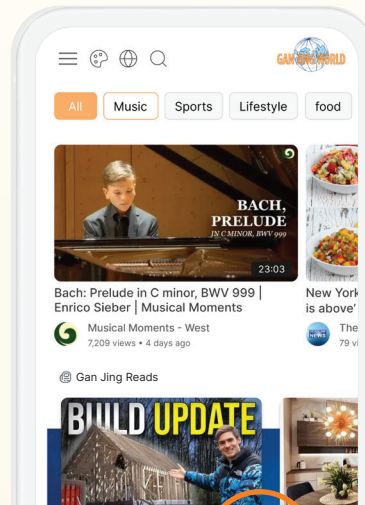 GAN JING WORLD
All
Music
Sports
Lifestyle
food
BACH,
PRELUDE
IN C MINOR, BWV 999
23:03
Bach: Prelude in C minor, BWV 999 |
Enrico Sieber | Musical Moments
Musical Moments - West
7,209 views • 4 days ago
New York
is above'
The
NEWS
79 vi
Gan Jing Reads
BUILD UPDATE